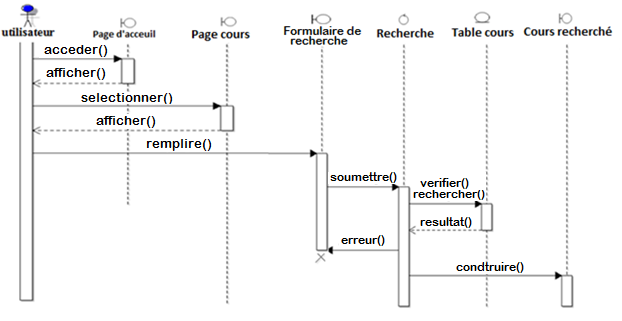 utilisateur
Page d'acceuil
Page cours
Formulaire de
recherche
Recherche
Table cours
Cours recherché
acceder()
afficher()
selectionner()
afficher()
remplire()
soumettre()
verifier()
rechercher()
resultat()
erreur()
condtruire()